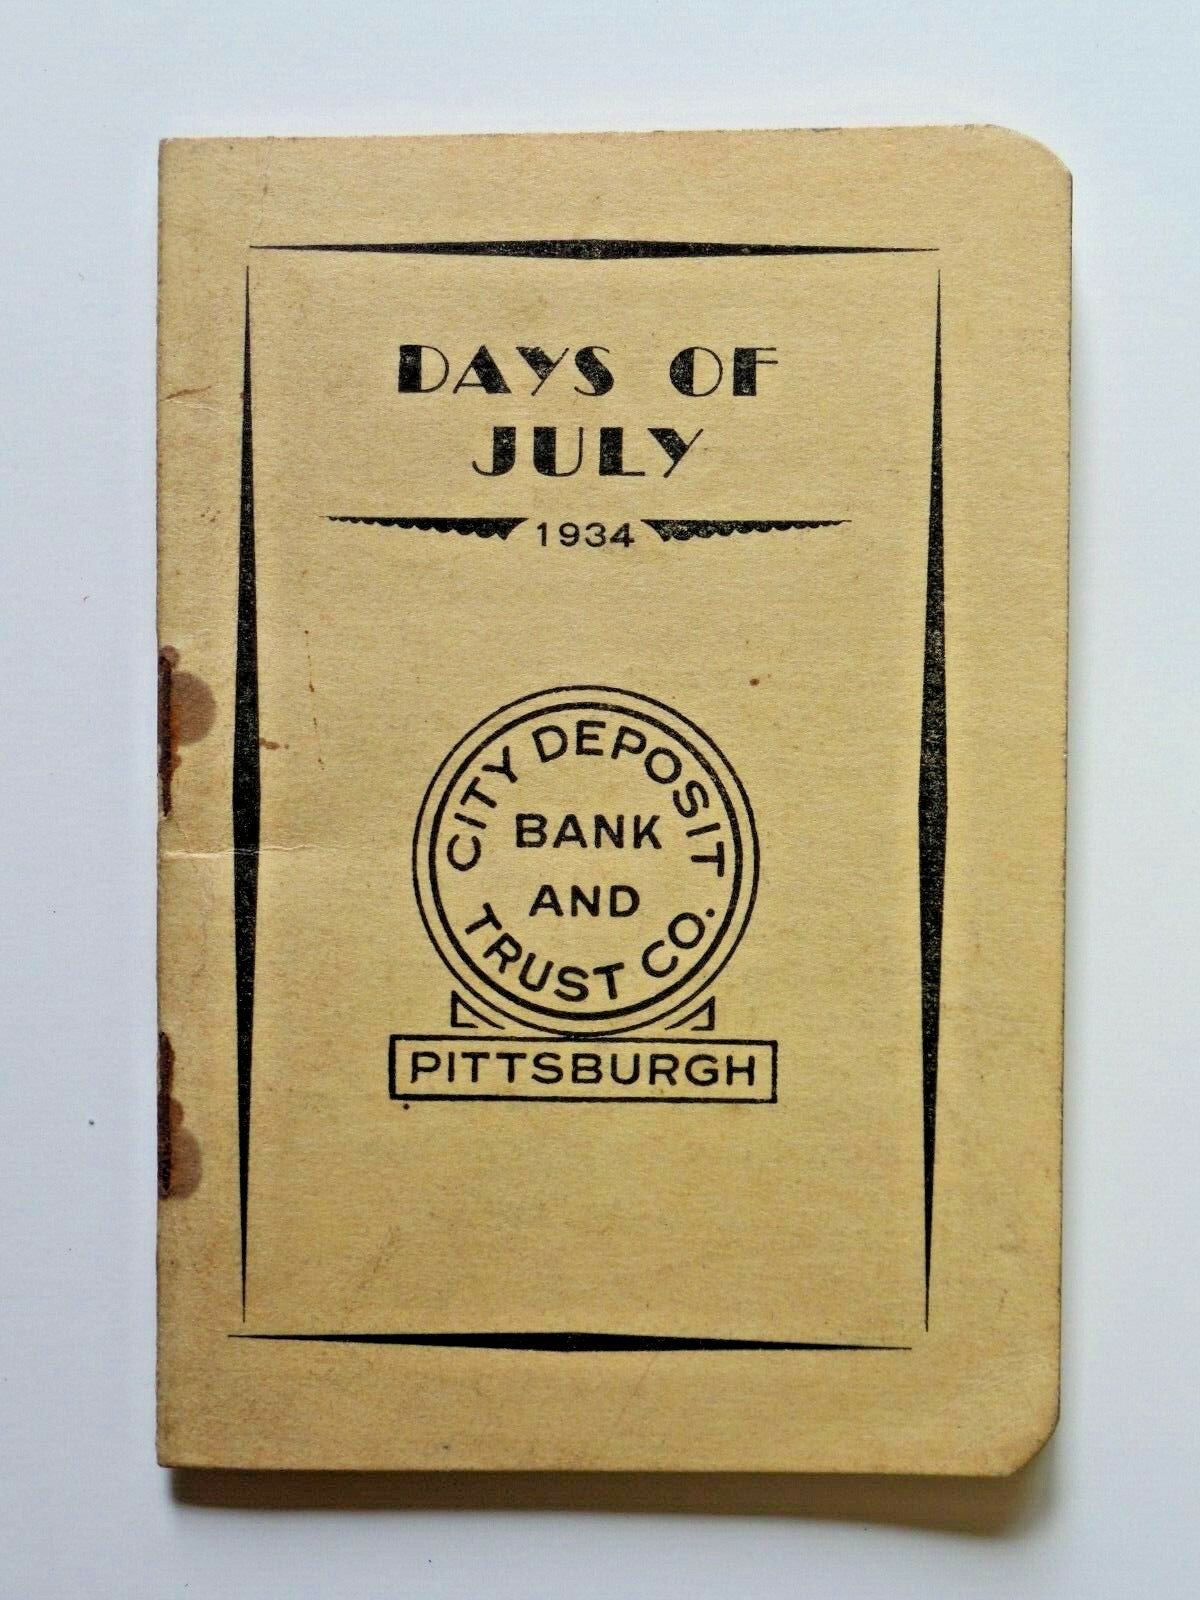 DAYS OF
JULY
1934
CITY DEPOSIT
BANK
AND
TRUST CO.
PITTSBURGH